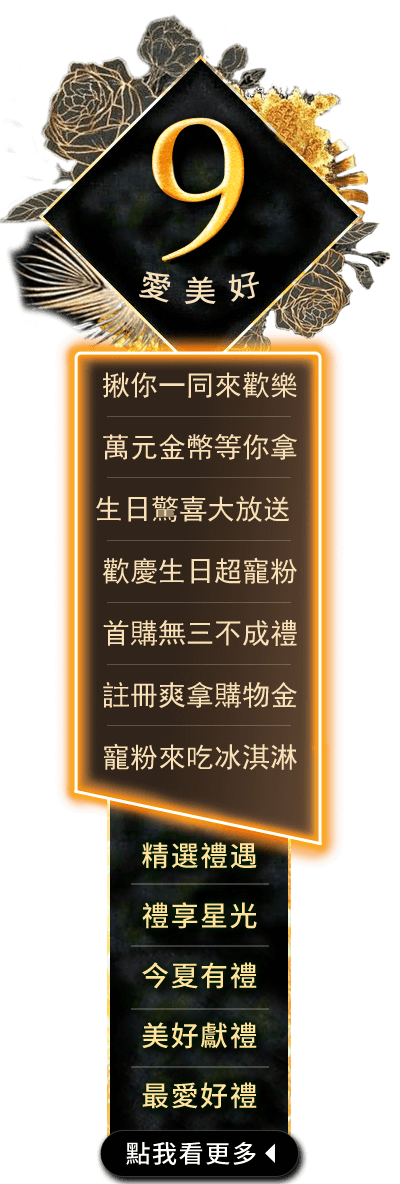 9
愛美好
揪你一同來歡樂
萬元金幣等你拿
生日驚喜大放送
歡慶生日超寵粉
首購無三不成禮
註冊爽拿購物金
寵粉來吃冰淇淋
精選禮遇
禮享星光
今夏有禮
美好獻禮
最愛好禮
點我看更多